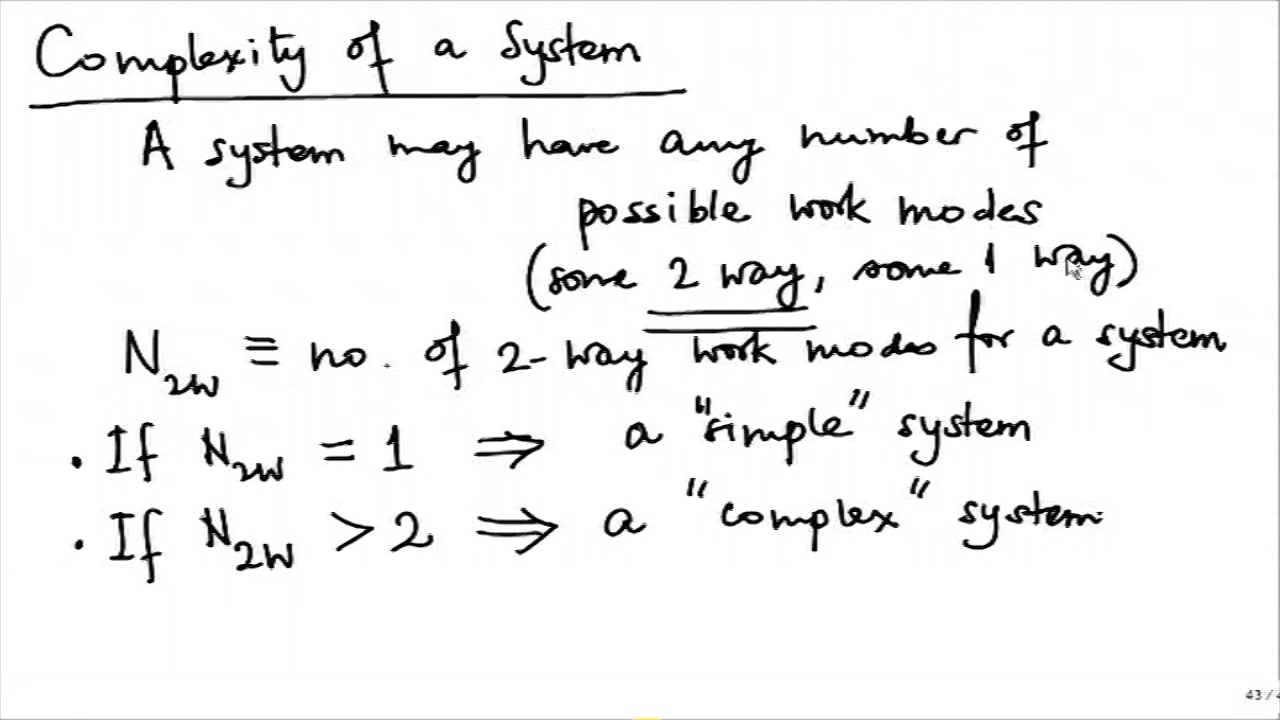 Complexity of a System
A system may have any number of
possible work modes
(some 2 way, some 1 way)
N2W ≡ no. of 2-way work modes for a system
. If N2W = 1 ⇒ a "simple" system
. If N2W > 2 ⇒ a "complex" system.
43 / 4